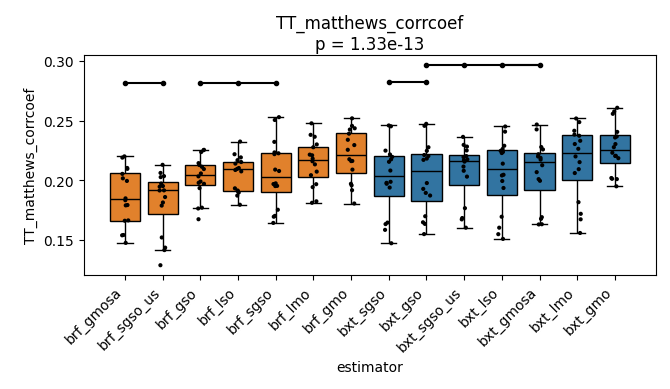 TT_matthews_corrcoef
p = 1.33e-13
TT_matthews_corrcoef
0.30
0.25
0.20
0.15
brf_gmosa
brf_sgso_us
brf_gso
brf_lso
brf_sgso
brf_lmo
brf_gmo
bxt_sgso
bxt_gso
bxt_sgso_us
bxt_lso
bxt_gmosa
bxt_lmo
bxt_gmo
estimator